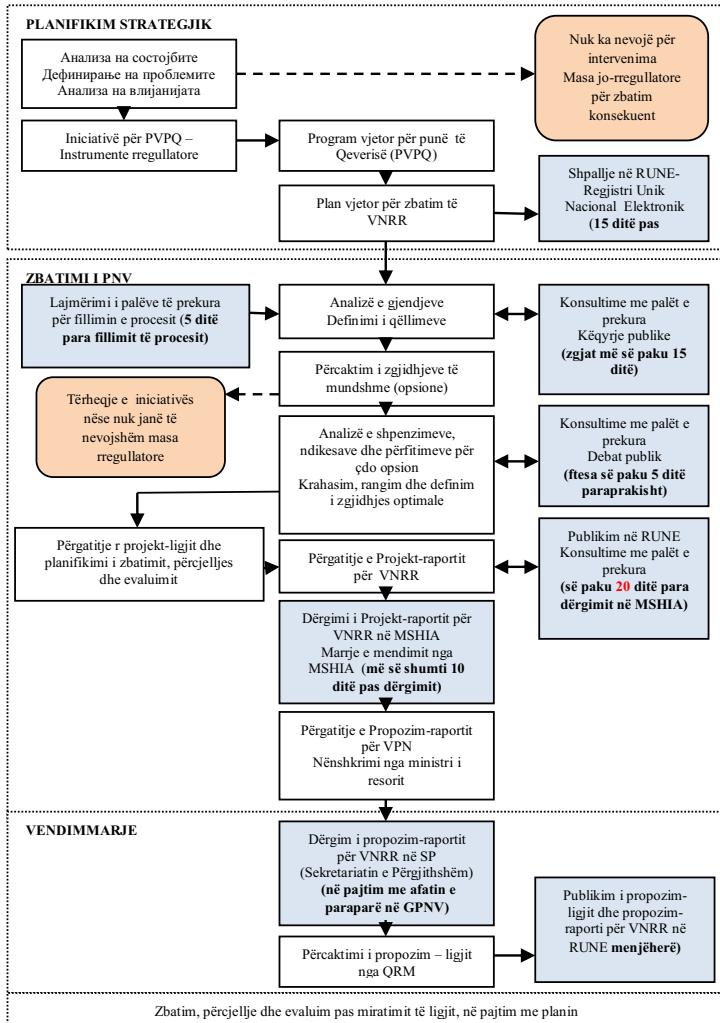 PLANIFIKIM STRATEGJIK
Анализа на состојбите
Дефинирање на проблемите
Анализа на влијанијата
Nuk ka nevojë për
intervenima
Masa jo-rregullatore
për zbatim
konsekuent
Iniciativë për PVPQ –
Instrumente rregullatore
Program vjetor për punë të
Qeverisë (PVPQ)
Plan vjetor për zbatim të
VNRR
Shpallje në RUNE-
Regjistri Unik
Nacional Elektronik
(15 ditë pas
ZBATIMI I PNV
Lajmërimi i palëve të prekura
për fillimin e procesit (5 ditë
para fillimit të procesit)
Analizë e gjendjeve
Definimi i qëllimeve
Konsultime me palët e
prekura
Këqyrje publike
(zgjat më së paku 15
ditë)
Përcaktim i zgjidhjeve të
mundshme (opsione)
Tërheqje e iniciativës
nëse nuk janë të
nevojshëm masa
rregullatore
Analizë e shpenzimeve,
ndikesave dhe përfitimeve për
çdo opsion
Krahasim, rangim dhe definim
i zgjidhjes optimale
Konsultime me palët e
prekura
Debat publik
(ftesa së paku 5 ditë
paraprakisht)
Përgatitje r projekt-ligjit dhe
planifikimi i zbatimit, përcjelljes
dhe evaluimit
Përgatitje e Projekt-raportit
për VNRR
Publikim në RUNE
Konsultime me palët e
prekura
(së paku 20 ditë para
dërgimit në MSHIA)
Dërgimi i Projekt-raportit për
VNRR në MSHIA
Marrje e mendimit nga
MSHIA (më së shumti 10
ditë pas dërgimit)
Përgatitje e Propozim-raportit
për VPN
Nënshkrimi nga ministri i
resorit
VENDIMMARJE
Dërgim i propozim-raportit
për VNRR në SP
(Sekretariatin e Përgjithshëm)
(në pajtim me afatin e
paraparë në GPNV)
Publikim i propozim-
ligjit dhe propozim-
raporti për VNRR në
RUNE menjëherë)
Përcaktimi i propozim – ligjit
nga QRM
Zbatim, përcjellje dhe evaluim pas miratimit të ligjit, në pajtim me planin